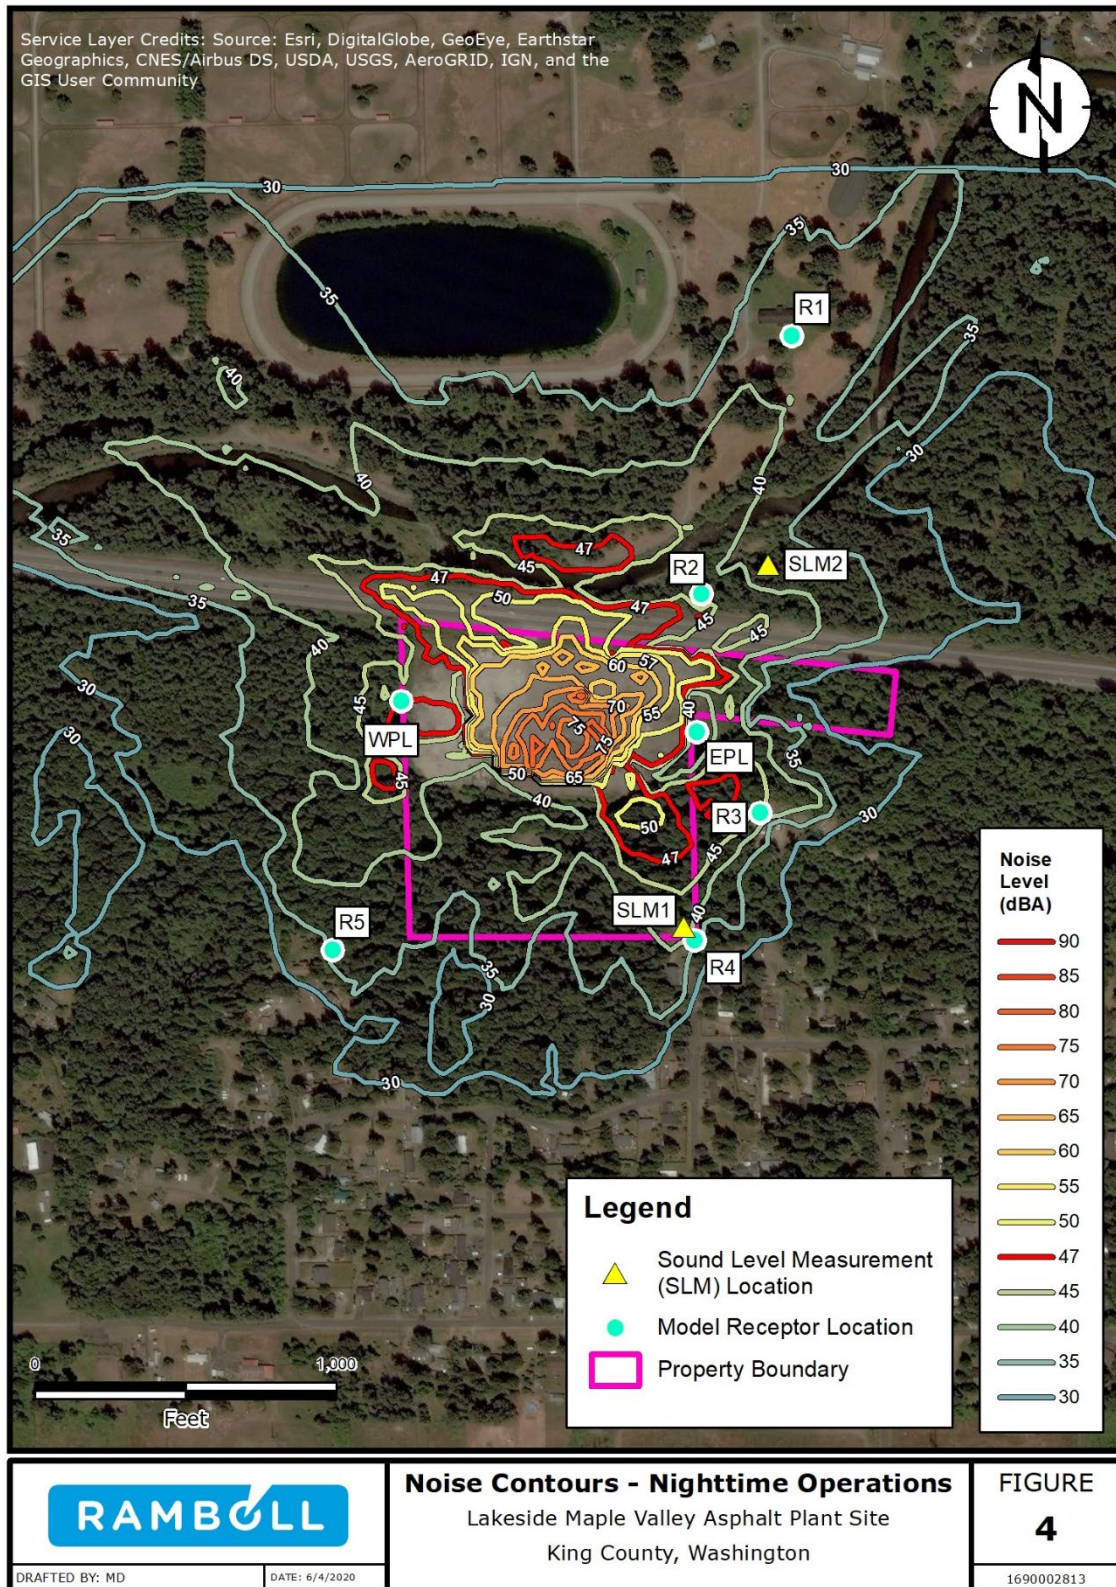 Service Layer Credits: Source: Esri, DigitalGlobe, GeoEye, Earthstar
Geographics, CNES/Airbus DS, USDA, USGS, AeroGRID, IGN, and the
GIS User Community
N
30
30
35
35
R1
35
40
30
40
40
35
47
45
SLM2
R2
47
50
47
45
45
35
40
60
57
30
45
70
55
40
WPL
75
75
EPL
30
45
50
65
40
35
30
R3
50
47
45
SLM1
40
R5
R4
35
30
30
Noise
Level
(dBA)
90
85
80
75
70
65
60
55
50
47
45
40
35
30
Legend
Sound Level Measurement
(SLM) Location
Model Receptor Location
Property Boundary
0 1,000
Feet
RAMBOLL
DRAFTED BY: MD
DATE: 6/4/2020
Noise Contours - Nighttime Operations
Lakeside Maple Valley Asphalt Plant Site
King County, Washington
FIGURE
4
1690002813